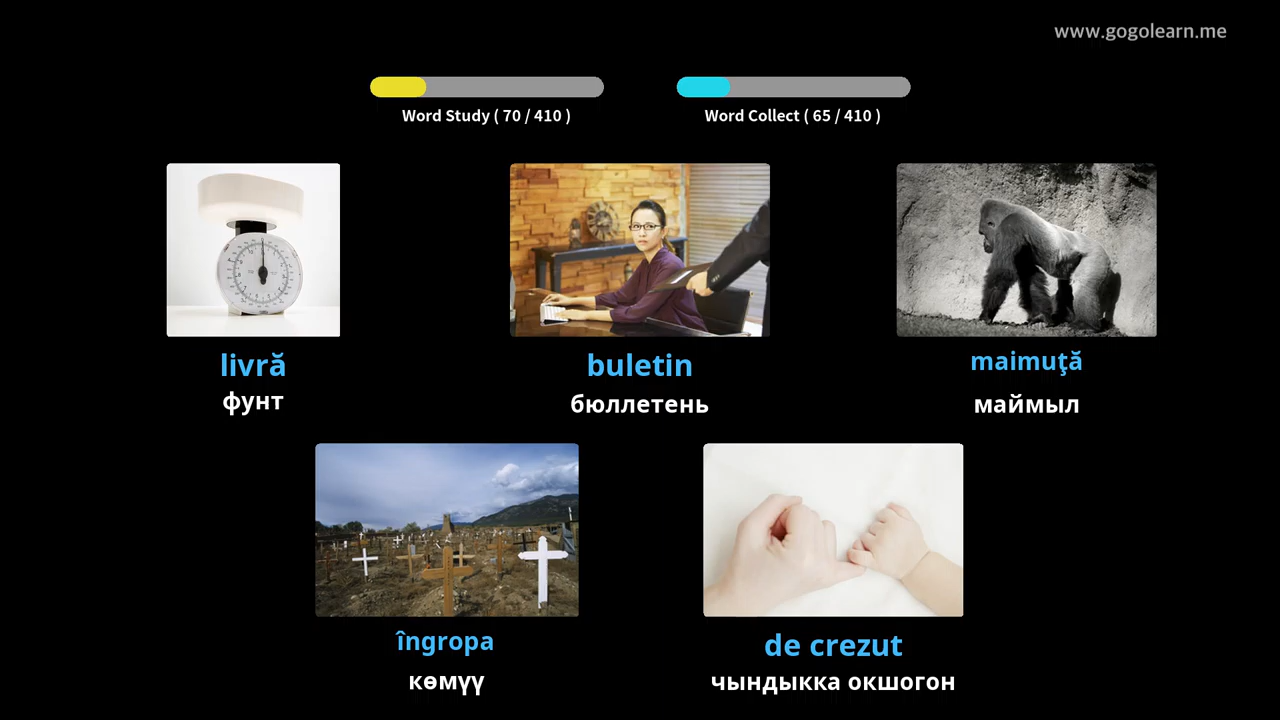 www.gogolearn.me
Word Study ( 70 / 410 )
Word Collect ( 65 / 410 )
livră
фунт
buletin
бюллетень
maimuţă
маймыл
îngropa
көмүү
de crezut
чындыкка окшогон